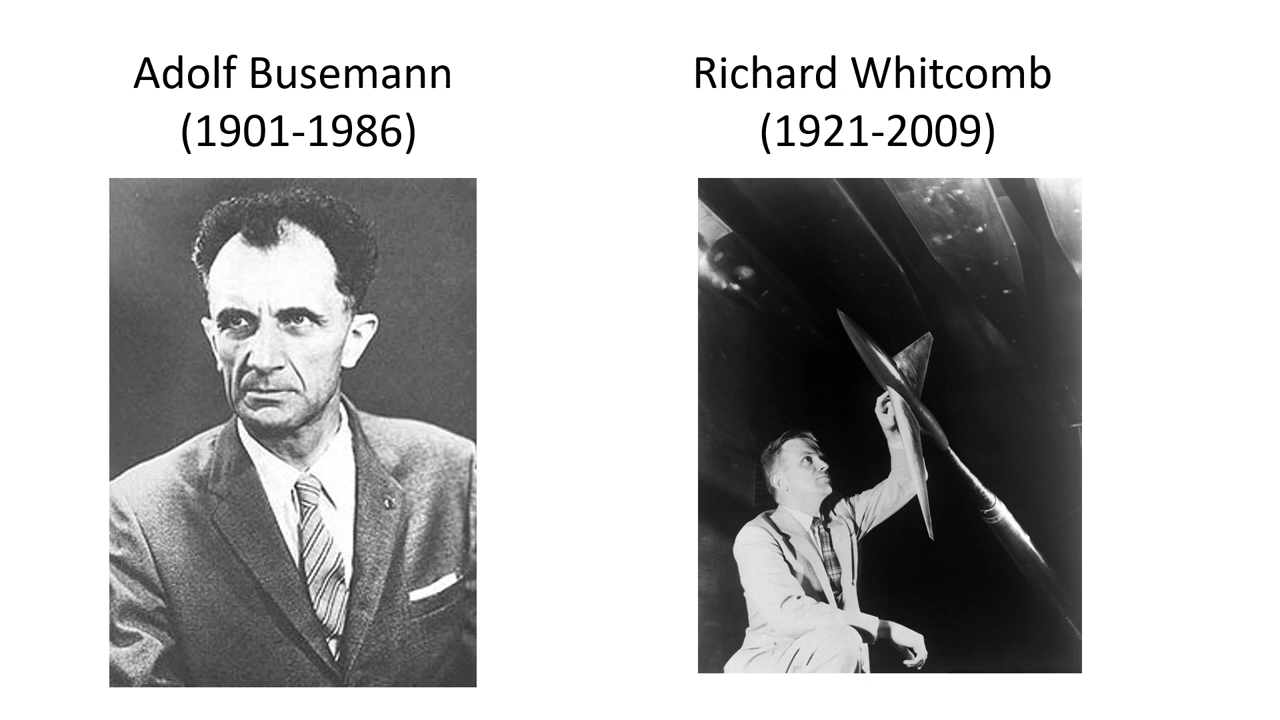 Adolf Busemann
(1901-1986)
Richard Whitcomb
(1921-2009)